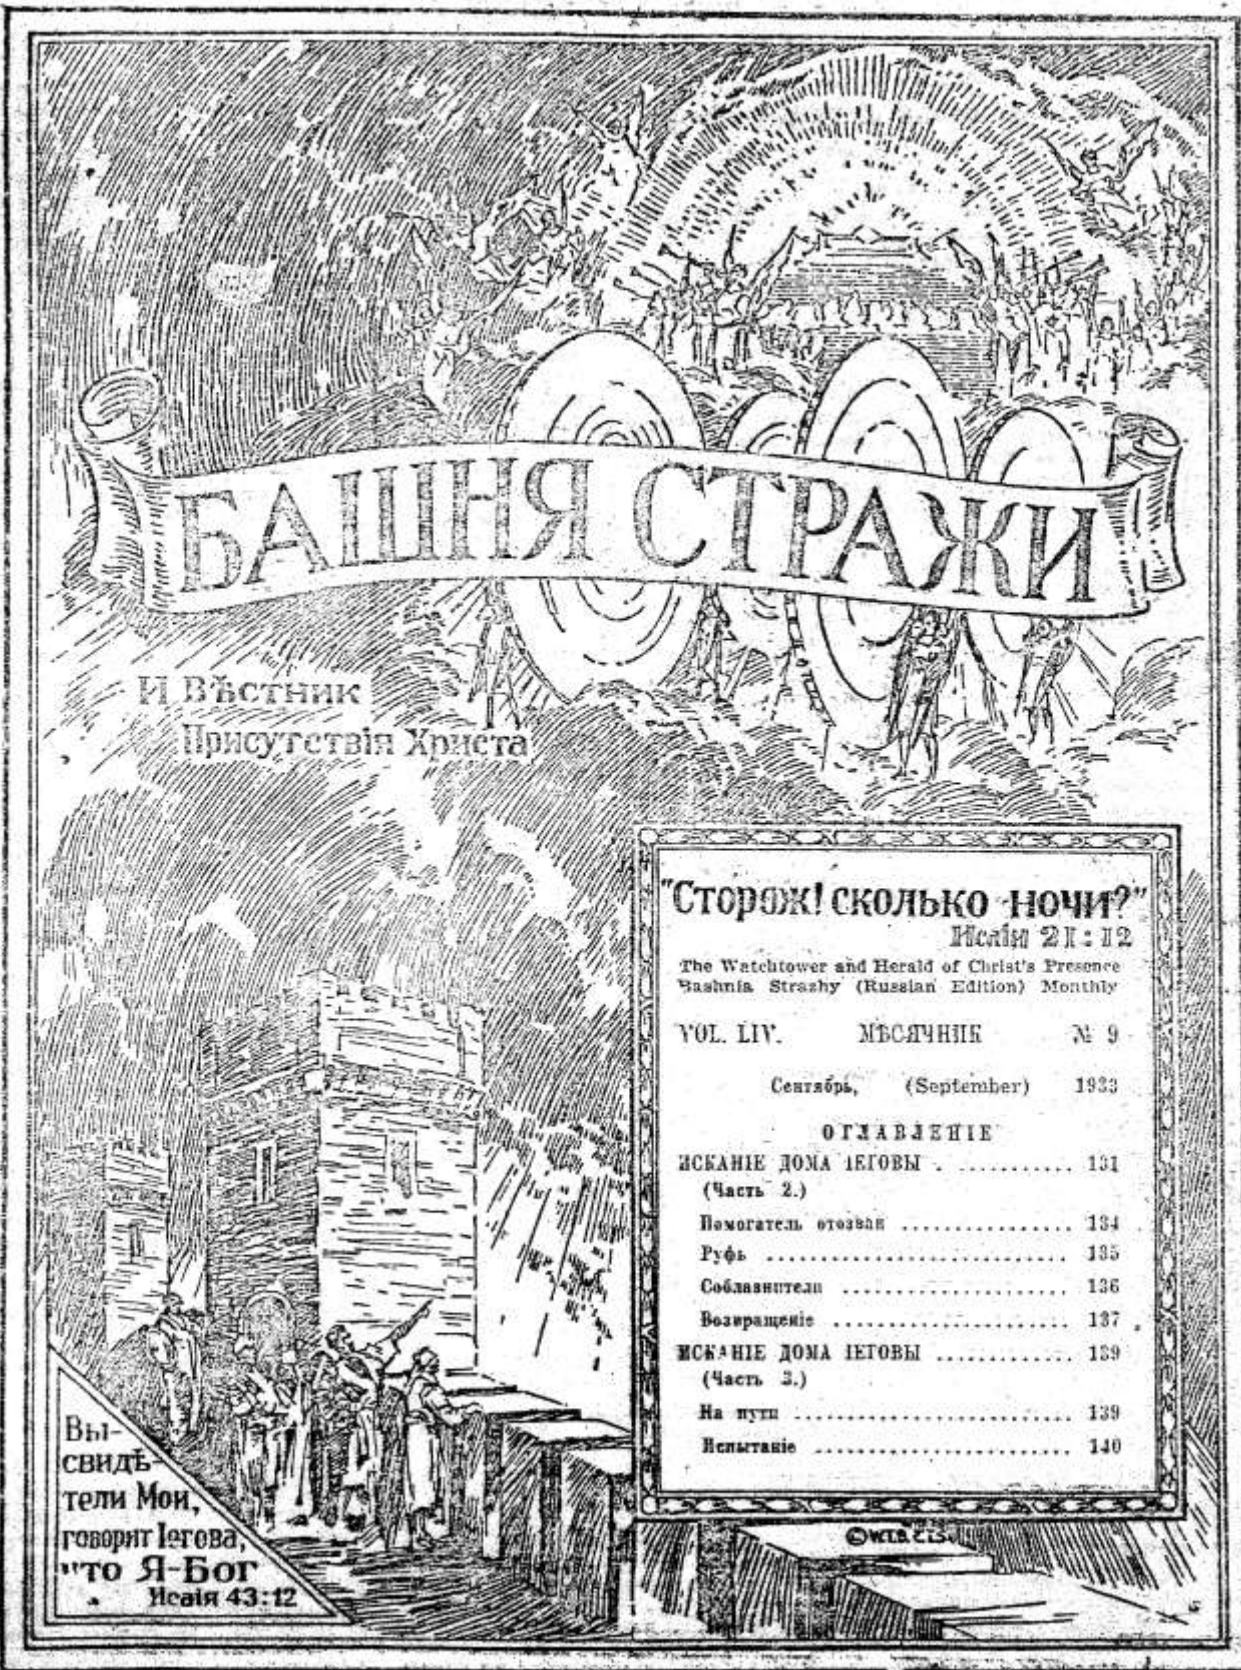 БАШНЯ СТРАЖИ
И ВѢСТНИК
Присутствія Христа
"Сторож! сколько ночи?"
Исаія 21:12
The Watchtower and Herald of Christ's Presence
Bashnia Strazhy (Russian Edition) Monthly
VOL. LIV. МѢСЯЧНИК № 9
Сентябрь, (September) 1933
ОГЛАВЛЕНІЕ
ИСКАНІЕ ДОМА ІЕГОВЫ . ........... 131
(Часть 2.)
Помогатель отозван ................ 134
Руфь ............................ 135
Соблазнители ..................... 136
Возвращеніе ...................... 137
ИСКАНІЕ ДОМА ІЕГОВЫ ............. 139
(Часть 3.)
На пути .......................... 139
Испытаніе ........................ 140
Вы-
свидѣ-
тели Мои,
говорит Іегова,
что Я-Бог
Исаія 43:12
© W.T.B. & T.S.